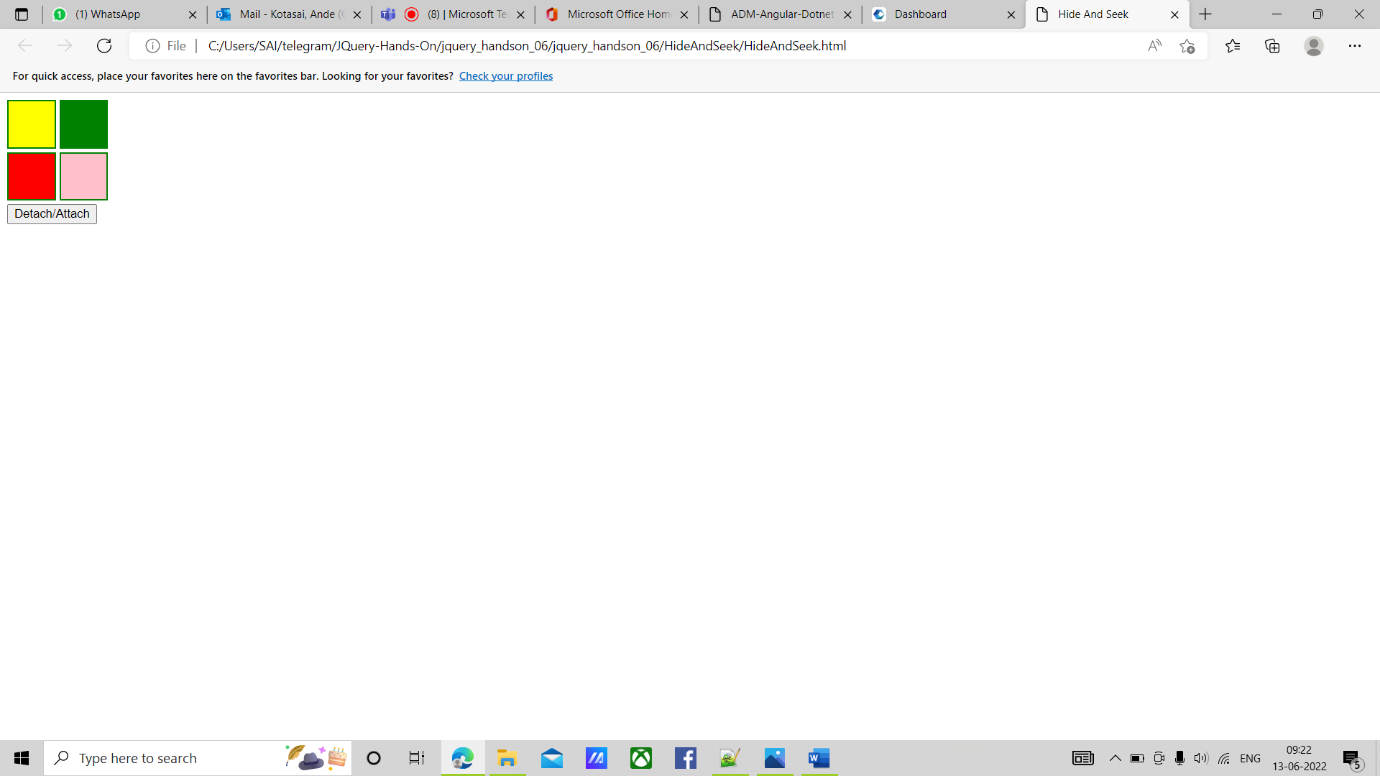 (1) WhatsApp
Mail - Kotasai, Ande (
(8) | Microsoft Te
Microsoft Office Hom
ADM-Angular-Dotnet
Dashboard
Hide And Seek
File | C:/Users/SAI/telegram/JQuery-Hands-On/jquery_handson_06/jquery_handson_06/HideAndSeek/HideAndSeek.html
For quick access, place your favorites here on the favorites bar. Looking for your favorites? Check your profiles
Detach/Attach
Type here to search
ENG
09:22
13-06-2022
5